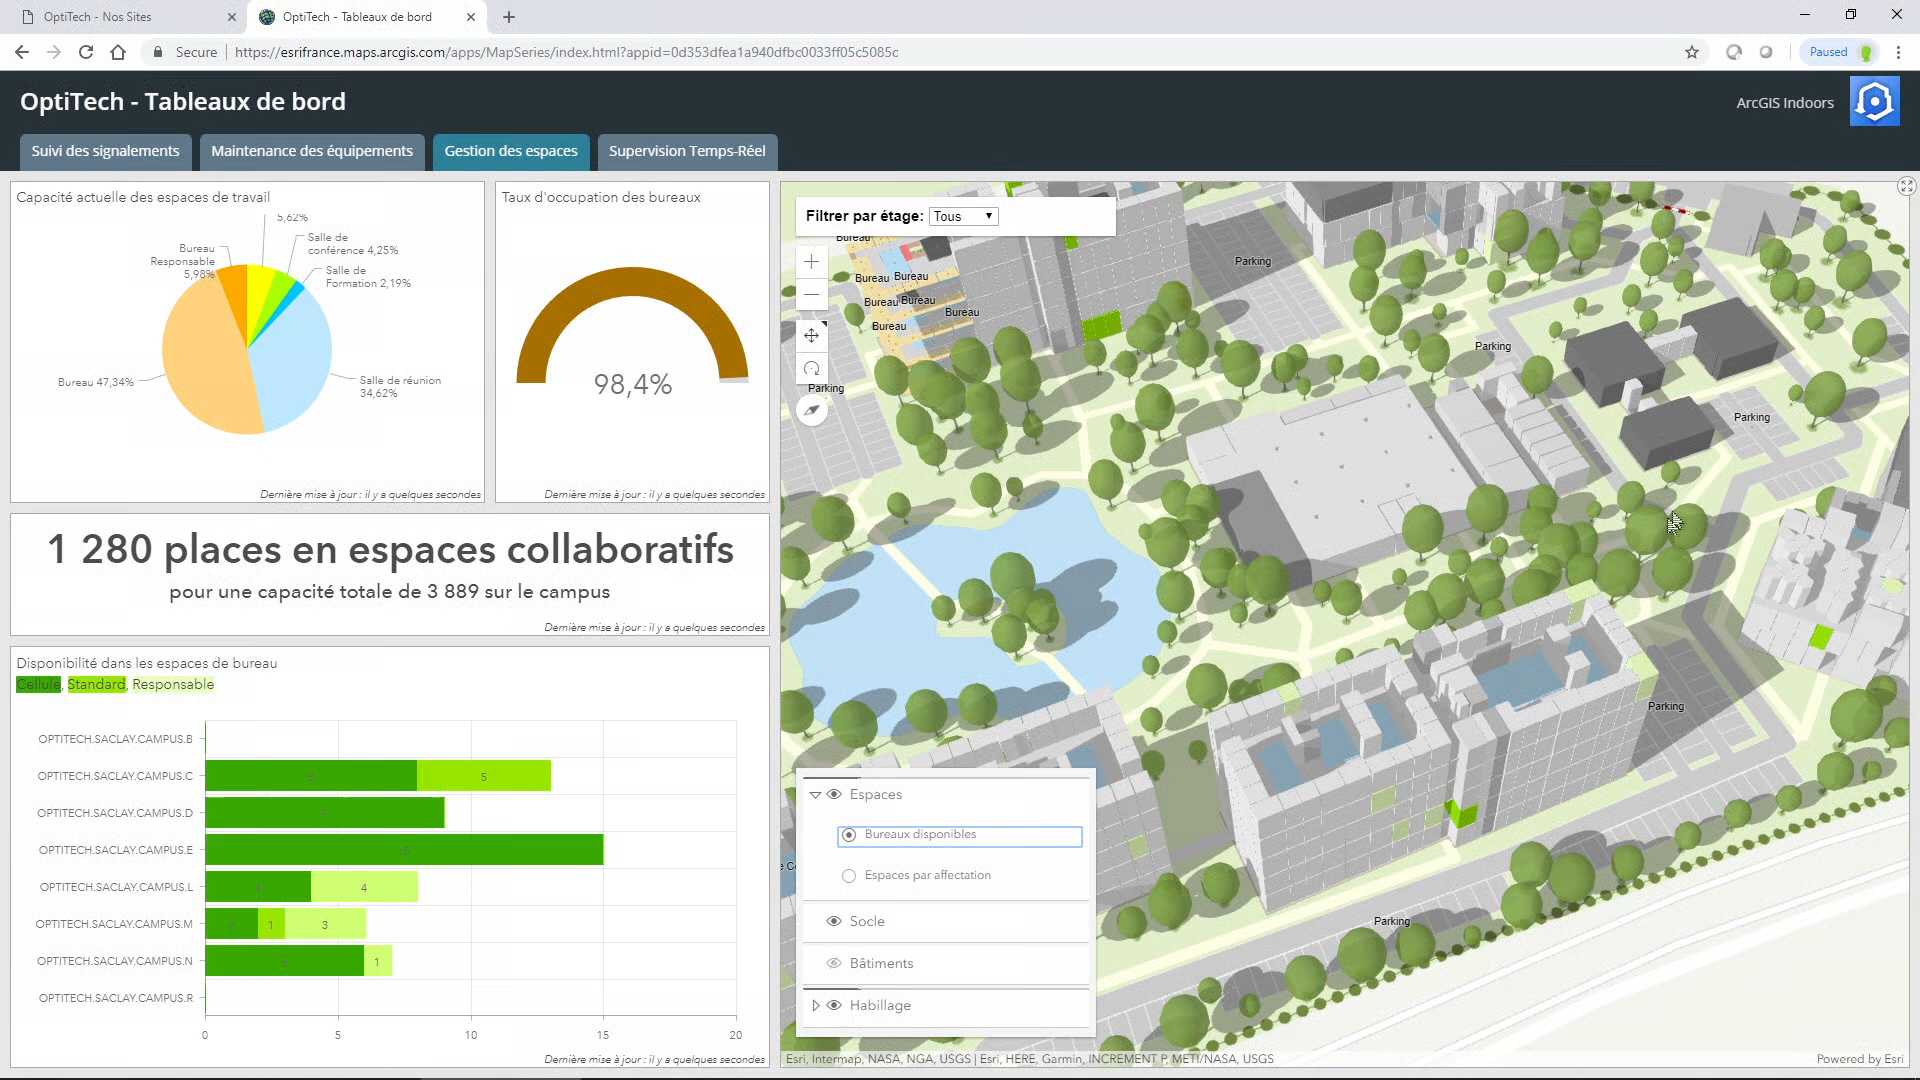 OptiTech - Nos Sites
OptiTech - Tableaux de bord
Secure
https://esrifrance.maps.arcgis.com/apps/MapSeries/index.html?appid=0d353dfea1a940dfbc0033ff05c5085c
Paused
OptiTech - Tableaux de bord
ArcGIS Indoors
Suivi des signalements
Maintenance des équipements
Gestion des espaces
Supervision Temps-Réel
Capacité actuelle des espaces de travail
5,62%
Salle de
conférence 4,25%
Salle de
Formation 2,19%
Bureau
Responsable
5,98%
Bureau 47,34%
Salle de réunion
34,62%
Dernière mise à jour : il y a quelques secondes
Taux d'occupation des bureaux
98,4%
Dernière mise à jour : il y a quelques secondes
1 280 places en espaces collaboratifs
pour une capacité totale de 3 889 sur le campus
Dernière mise à jour : il y a quelques secondes
Disponibilité dans les espaces de bureau
Cellule, Standard, Responsable
OPTITECH.SACLAY.CAMPUS.B
OPTITECH.SACLAY.CAMPUS.C
8
5
OPTITECH.SACLAY.CAMPUS.D
9
OPTITECH.SACLAY.CAMPUS.E
15
OPTITECH.SACLAY.CAMPUS.L
4
4
OPTITECH.SACLAY.CAMPUS.M
2
1
3
OPTITECH.SACLAY.CAMPUS.N
6
1
OPTITECH.SACLAY.CAMPUS.R
0
5
10
15
20
Dernière mise à jour : il y a quelques secondes
Filtrer par étage: Tous
Bureau
Bureau
Bureau
Bureau
Bureau
Bureau
Bureau
Parking
Parking
Parking
Parking
Parking
Parking
Espaces
Bureaux disponibles
Espaces par affectation
Socle
Bâtiments
Habillage
Esri, Intermap, NASA, NGA, USGS | Esri, HERE, Garmin, INCREMENT P, METI/NASA, USGS
Powered by Esri